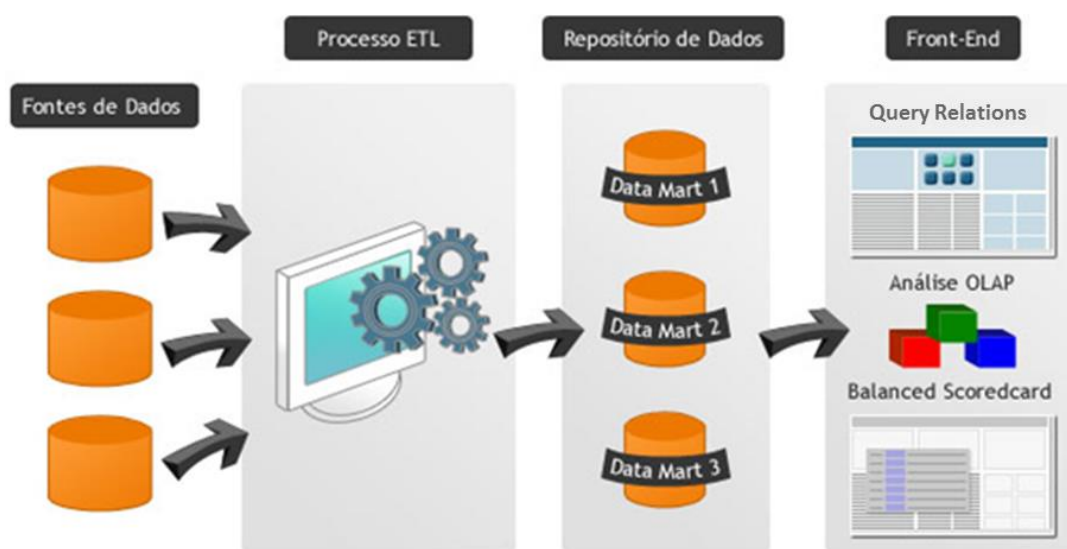 Fontes de Dados
Processo ETL
Repositório de Dados
Data Mart 1
Data Mart 2
Data Mart 3
Front-End
Query Relations
Análise OLAP
Balanced Scoredcard